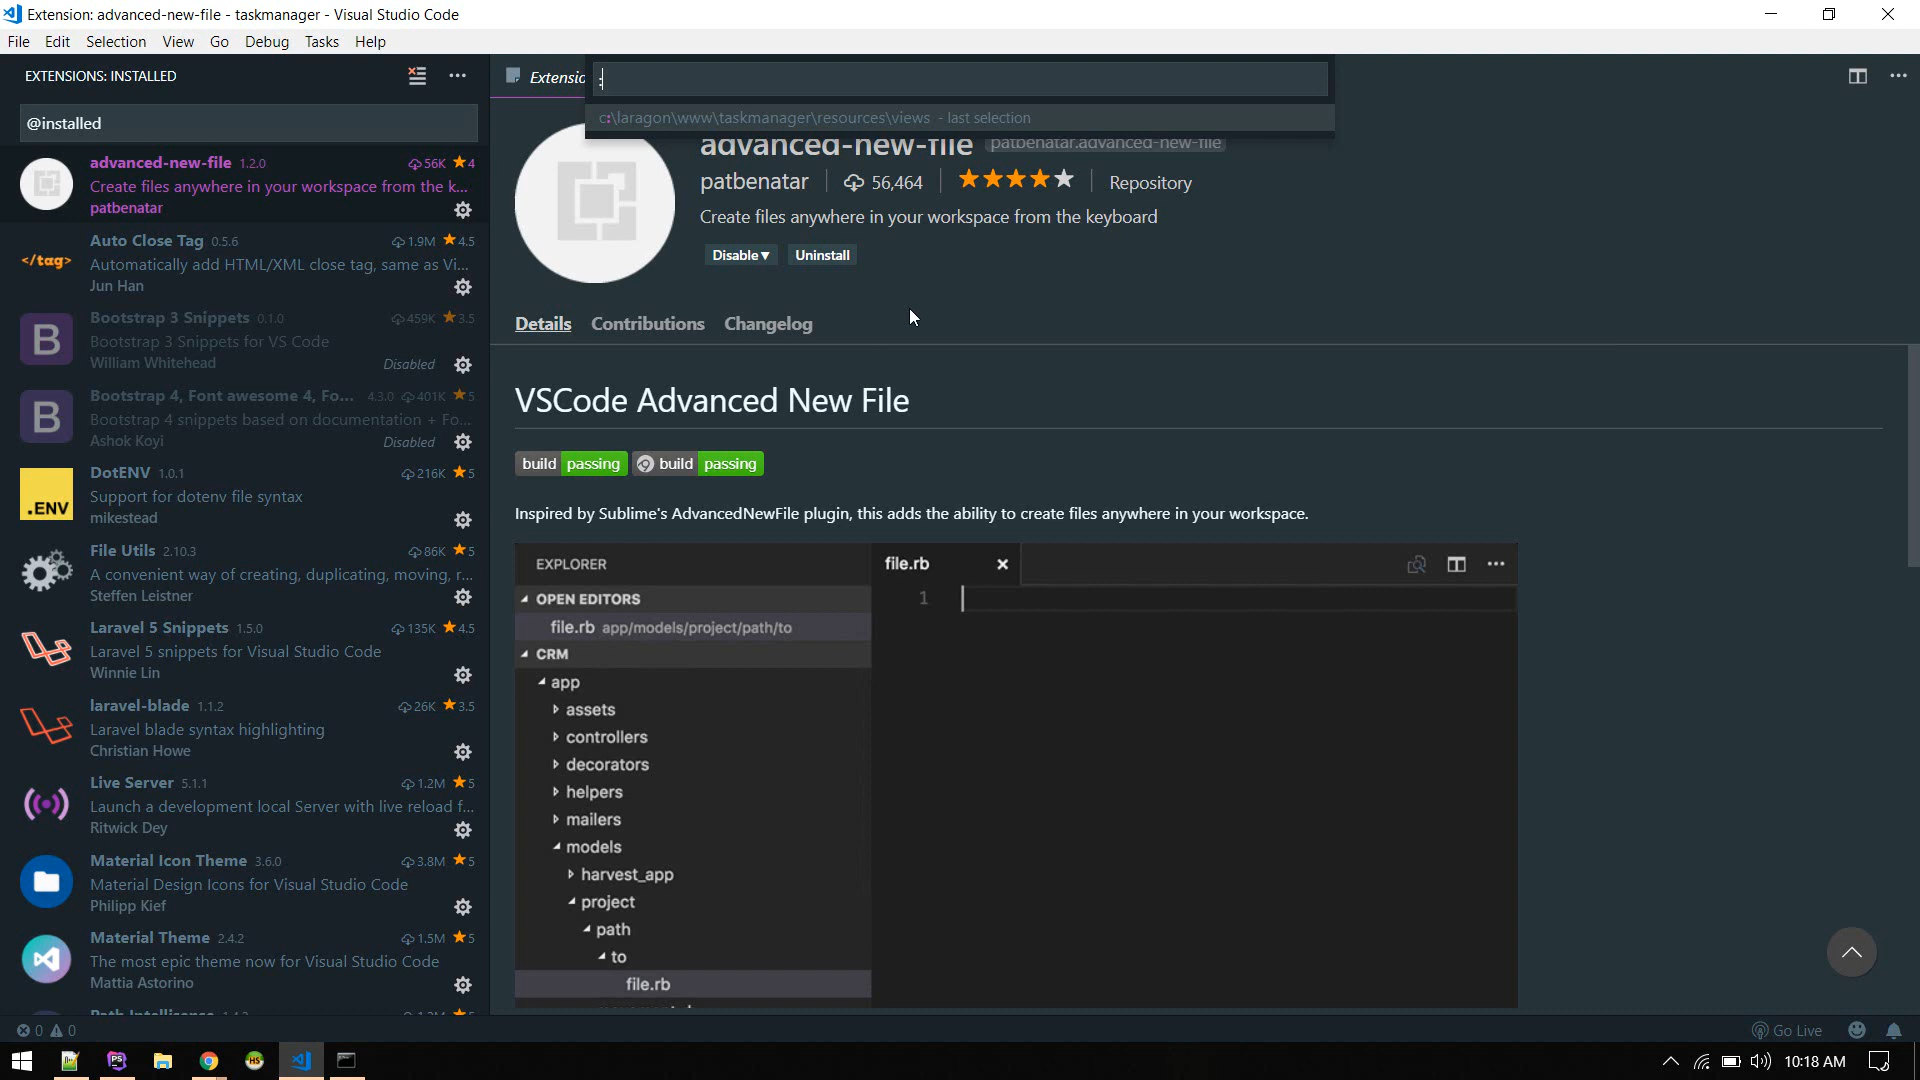 Extension: advanced-new-file - taskmanager - Visual Studio Code
File Edit Selection View Go Debug Tasks Help
EXTENSIONS: INSTALLED
@installed
advanced-new-file 1.2.0 56K 4
Create files anywhere in your workspace from the k...
patbenatar
Auto Close Tag 0.5.6 1.9M 4.5
</tag>
Automatically add HTML/XML close tag, same as Vi...
Jun Han
Bootstrap 3 Snippets 0.1.0 459K 3.5
B
Bootstrap 3 Snippets for VS Code
William Whitehead Disabled
Bootstrap 4, Font awesome 4, Fo... 4.3.0 401K 5
B
Bootstrap 4 snippets based on documentation + Fo...
Ashok Koyi Disabled
DotENV 1.0.1 216K 5
.ENV
Support for dotenv file syntax
mikestead
File Utils 2.10.3 86K 5
A convenient way of creating, duplicating, moving, r...
Steffen Leistner
Laravel 5 Snippets 1.5.0 135K 4.5
Laravel 5 snippets for Visual Studio Code
Winnie Lin
laravel-blade 1.1.2 26K 3.5
Laravel blade syntax highlighting
Christian Howe
Live Server 5.1.1 1.2M 5
Launch a development local Server with live reload f...
Ritwick Dey
Material Icon Theme 3.6.0 3.8M 5
Material Design Icons for Visual Studio Code
Philipp Kief
Material Theme 2.4.2 1.5M 5
The most epic theme now for Visual Studio Code
Mattia Astorino
Extensio
:
c:\laragon\www\taskmanager\resources\views - last selection
advanced-new-file patbenatar.advanced-new-file
patbenatar 56,464 Repository
Create files anywhere in your workspace from the keyboard
Disable Uninstall
Details Contributions Changelog
VSCode Advanced New File
build passing build passing
Inspired by Sublime's AdvancedNewFile plugin, this adds the ability to create files anywhere in your workspace.
EXPLORER
OPEN EDITORS
file.rb app/models/project/path/to
CRM
app
assets
controllers
decorators
helpers
mailers
models
harvest_app
project
path
to
file.rb
file.rb
1
0 0
Go Live
PS
HS
10:18 AM